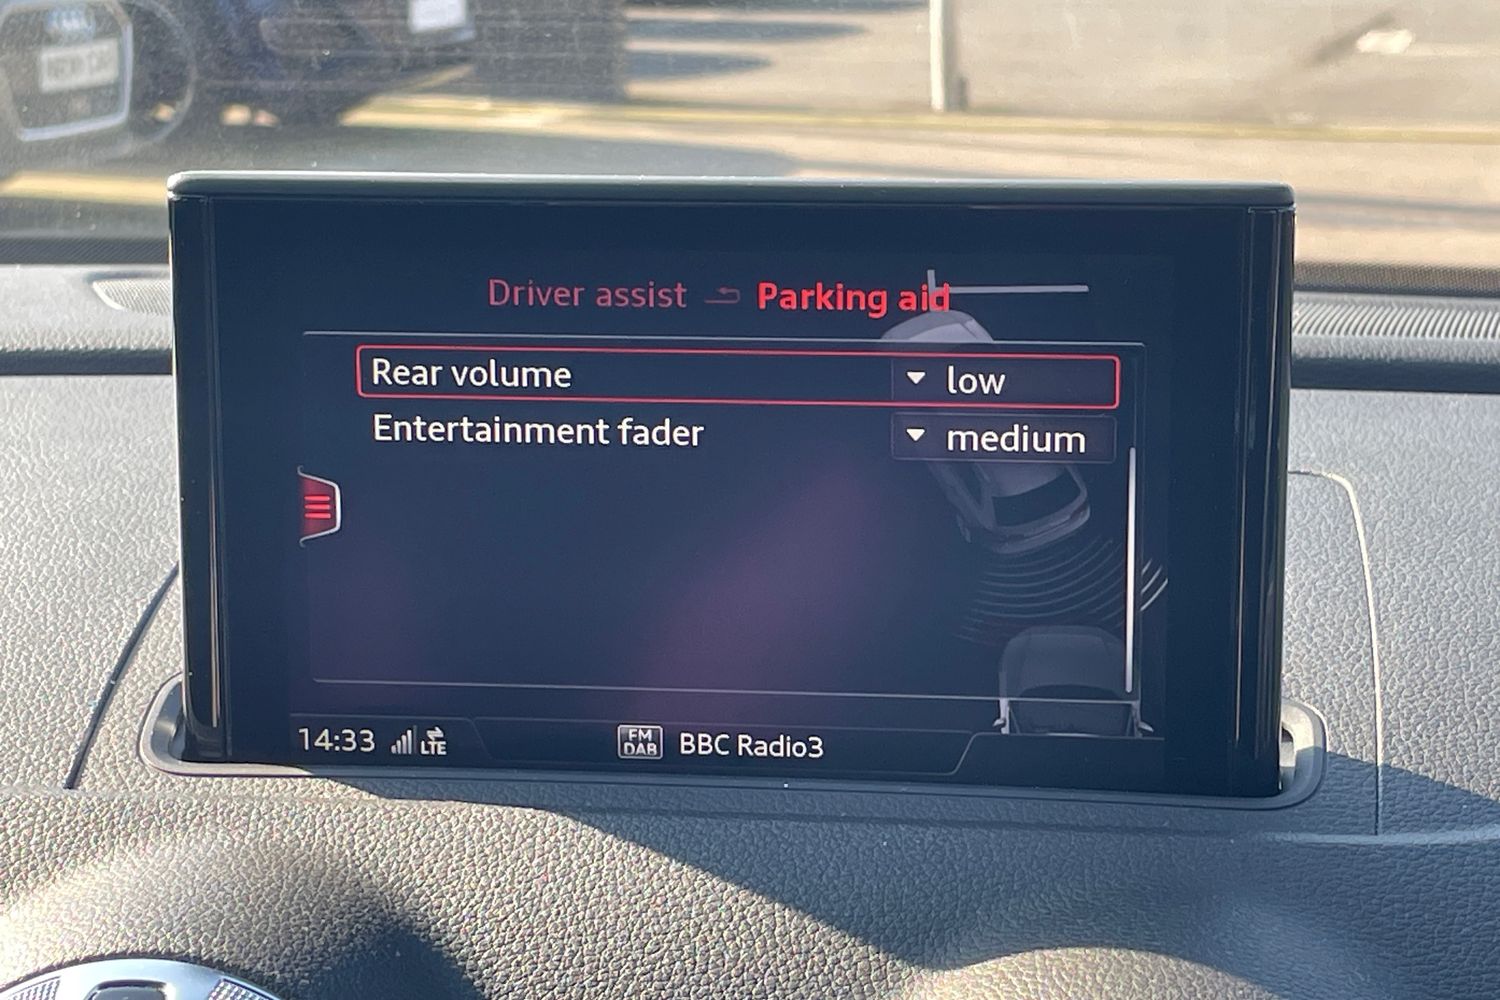 Driver assist Parking aid
Rear volume low
Entertainment fader medium
14:33 LTE FM DAB BBC Radio3